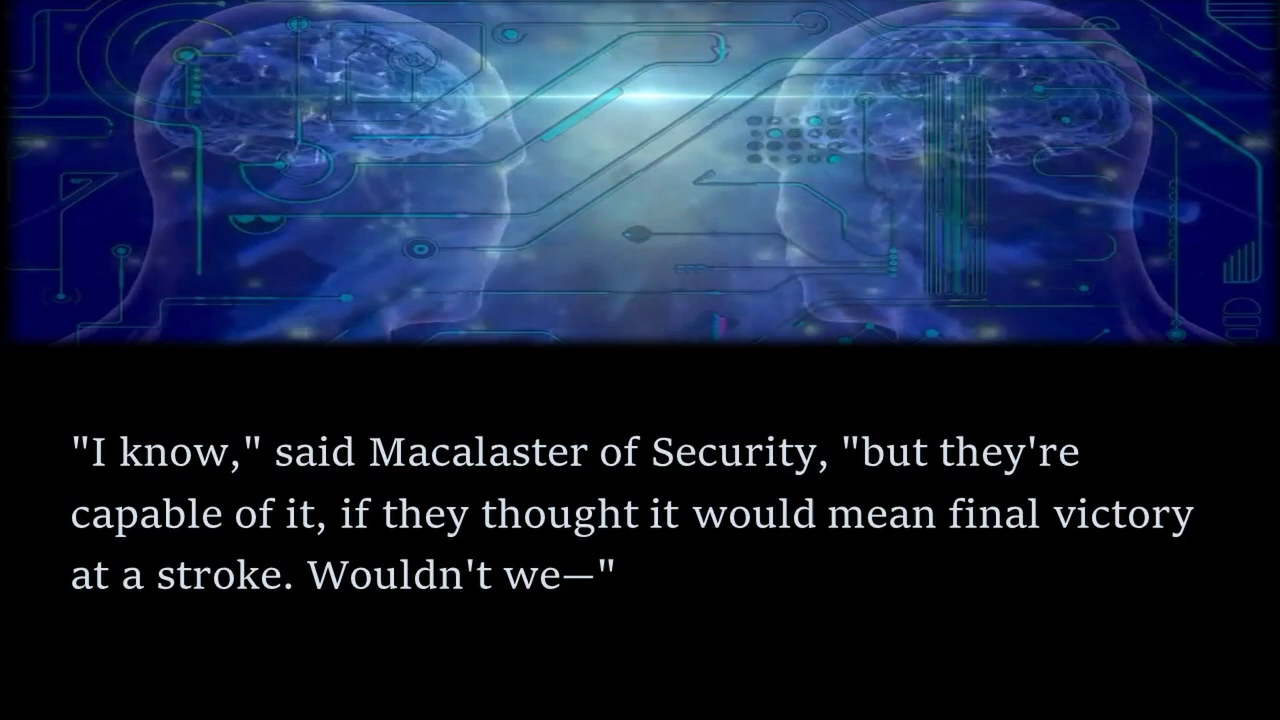 "I know," said Macalaster of Security, "but they're
capable of it, if they thought it would mean final victory
at a stroke. Wouldn't we—"